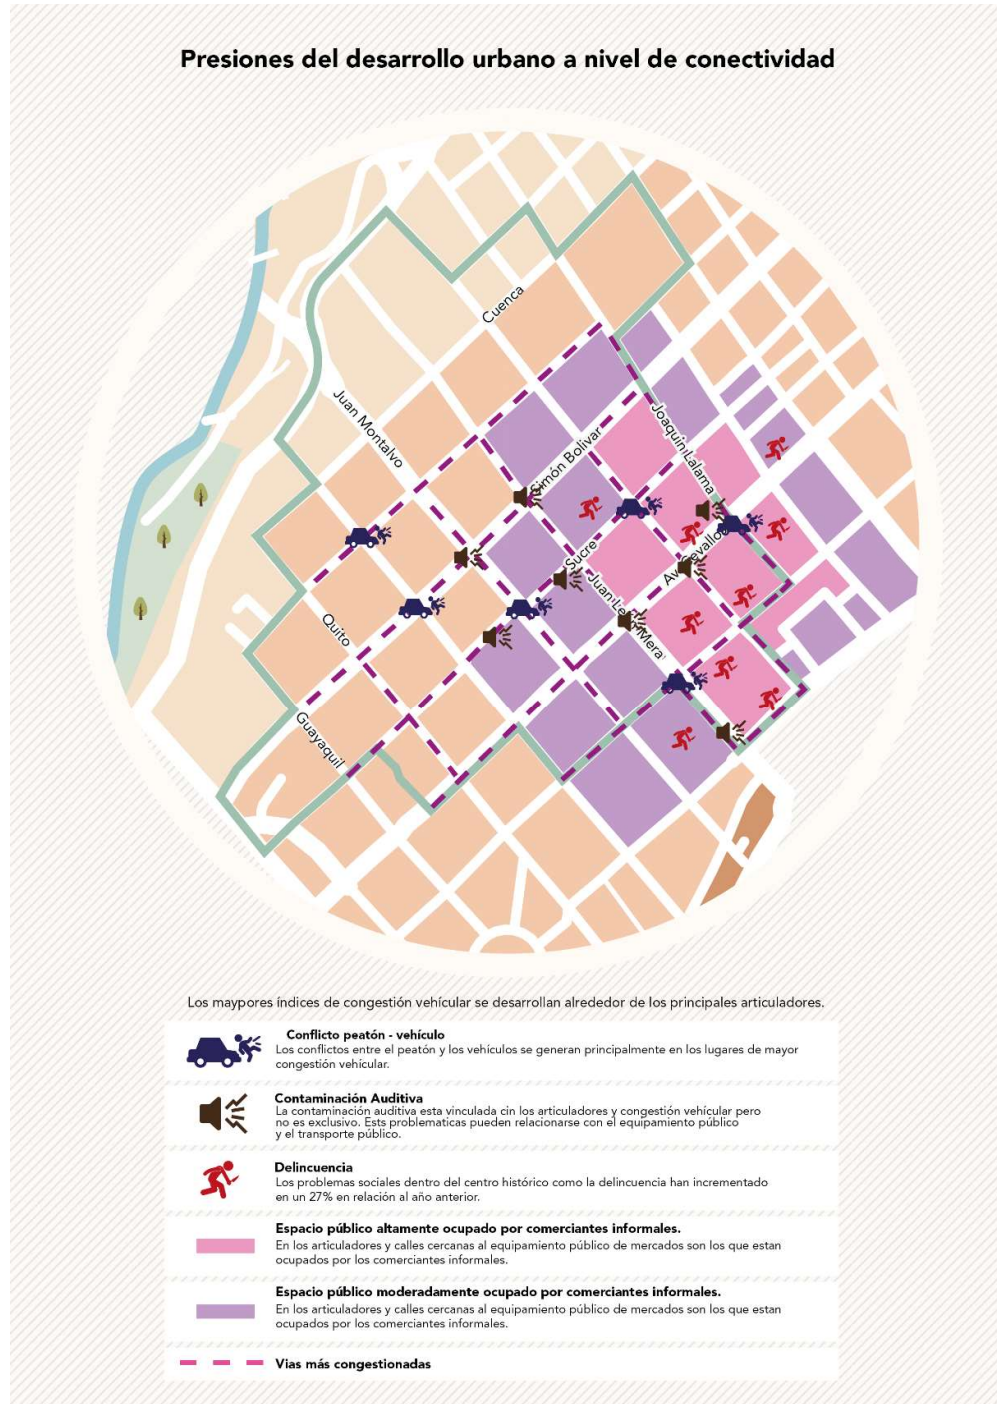 Presiones del desarrollo urbano a nivel de conectividad
Cuenca
Juan Montalvo
Joaquín Lalama
Simón Bolivar
Sucre
Av. Cevallos
Juan León Mera
Quito
Guayaquil
Los maypores índices de congestión vehícular se desarrollan alrededor de los principales articuladores.
Conflicto peatón - vehículo
Los conflictos entre el peatón y los vehículos se generan principalmente en los lugares de mayor
congestión vehícular.
Contaminación Auditiva
La contaminación auditiva esta vinculada cin los articuladores y congestión vehícular pero
no es exclusivo. Ests problematicas pueden relacionarse con el equipamiento público
y el transporte público.
Delincuencia
Los problemas sociales dentro del centro histórico como la delincuencia han incrementado
en un 27% en relación al año anterior.
Espacio público altamente ocupado por comerciantes informales.
En los articuladores y calles cercanas al equipamiento público de mercados son los que estan
ocupados por los comerciantes informales.
Espacio público moderadamente ocupado por comerciantes informales.
En los articuladores y calles cercanas al equipamiento público de mercados son los que estan
ocupados por los comerciantes informales.
Vias más congestionadas